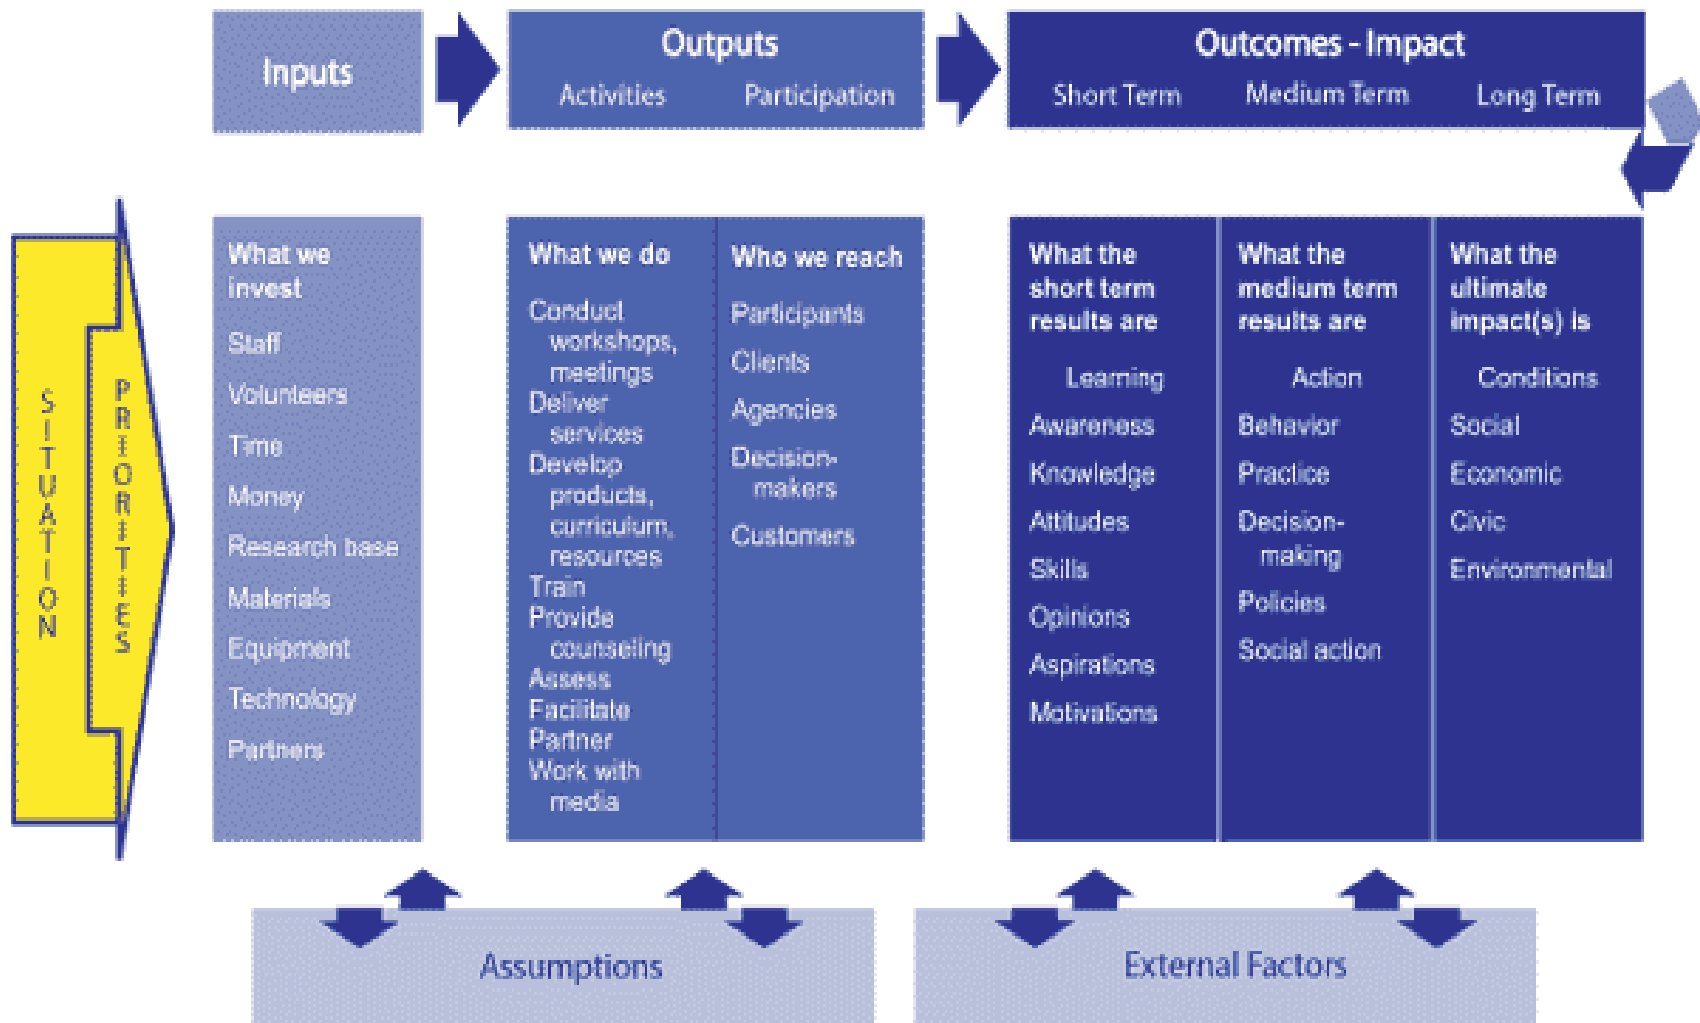 Inputs
Outputs
Activities
Participation
Outcomes - Impact
Short Term
Medium Term
Long Term
SITUATION
PRIORITIES
What we
invest
Staff
Volunteers
Time
Money
Research base
Materials
Equipment
Technology
Partners
What we do
Conduct
workshops,
meetings
Deliver
services
Develop
products,
curriculum,
resources
Train
Provide
counseling
Assess
Facilitate
Partner
Work with
media
Who we reach
Participants
Clients
Agencies
Decision-
makers
Customers
What the
short term
results are
Learning
Awareness
Knowledge
Attitudes
Skills
Opinions
Aspirations
Motivations
What the
medium term
results are
Action
Behavior
Practice
Decision-
making
Policies
Social action
What the
ultimate
impact(s) is
Conditions
Social
Economic
Civic
Environmental
Assumptions
External Factors